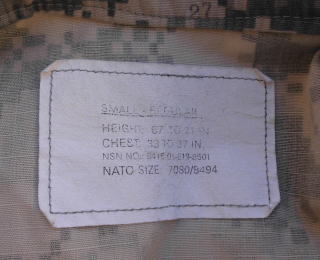 27
SMALL-REGULAR
HEIGHT: 67 TO 71 IN.
CHEST: 33 TO 37 IN.
NSN NO.: 8415-01-519-8501
NATO SIZE: 7080/8494